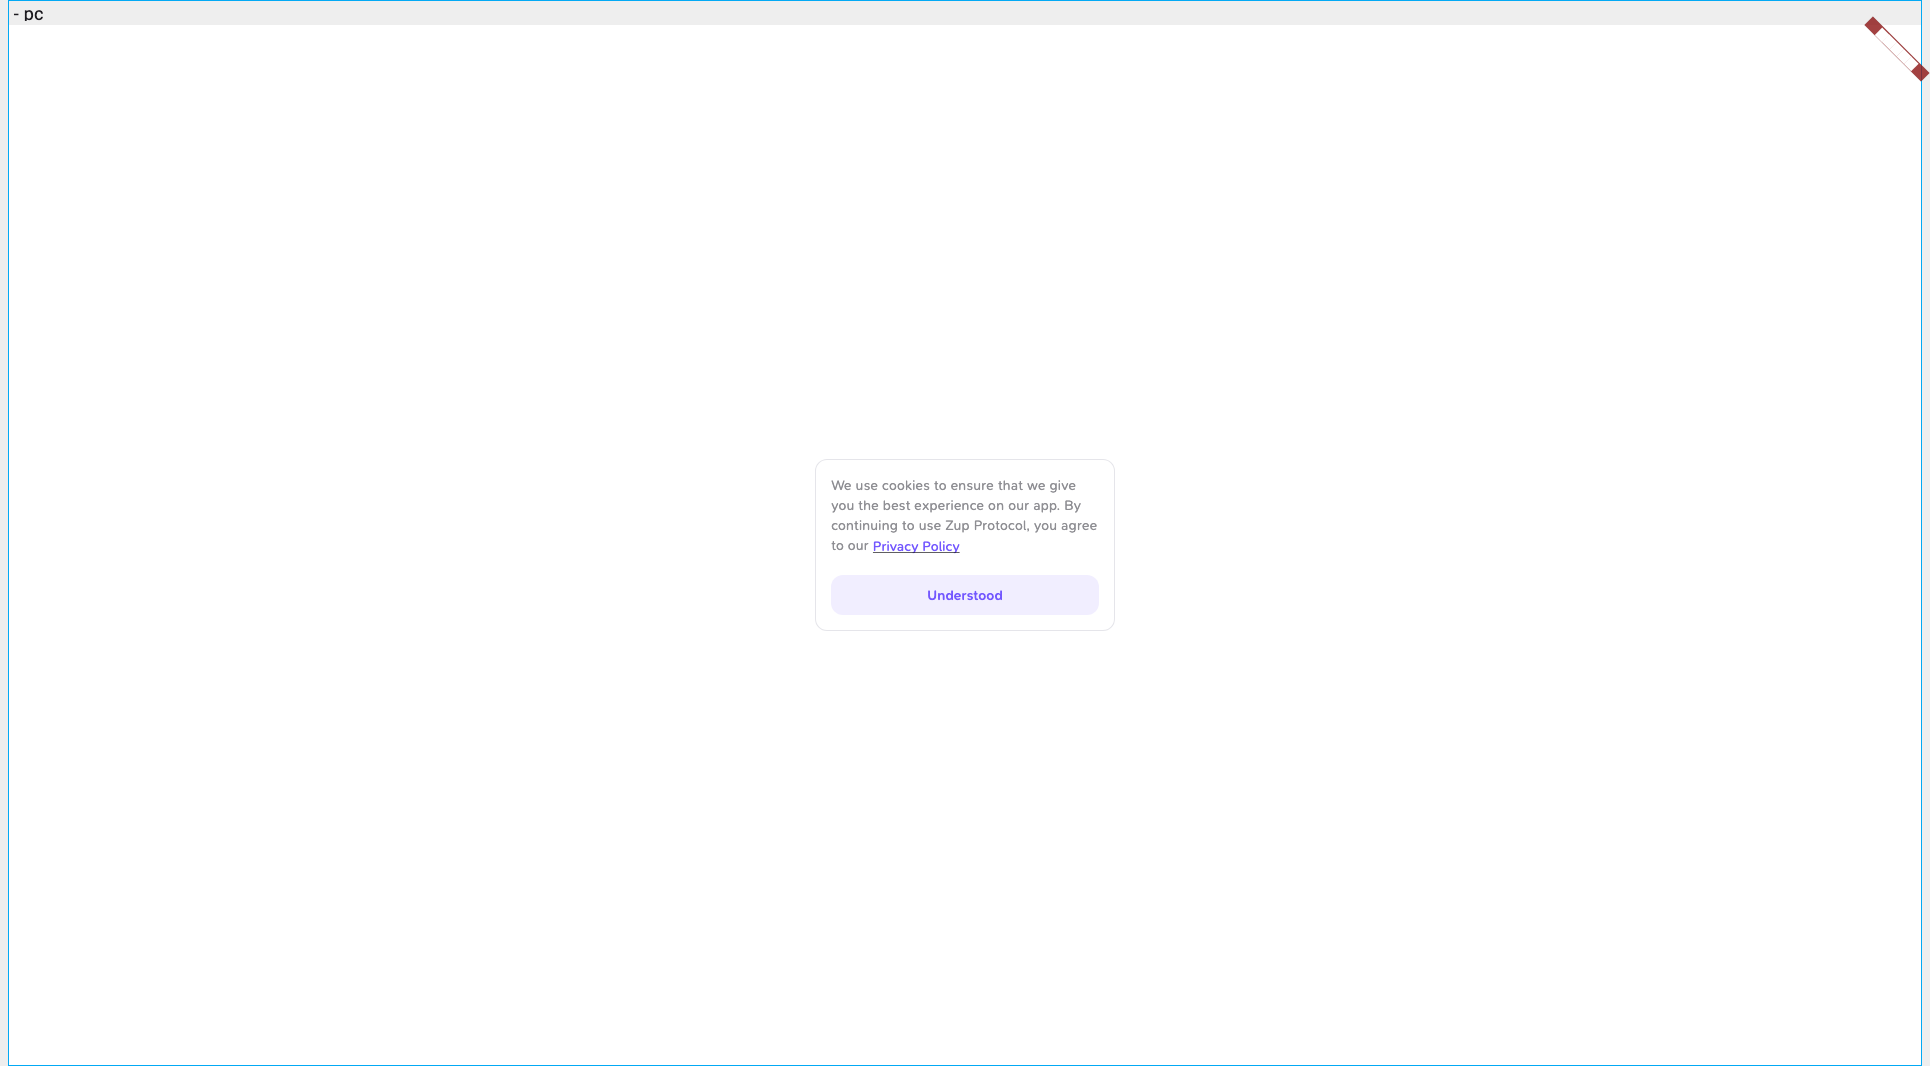 - pc
We use cookies to ensure that we give
you the best experience on our app. By
continuing to use Zup Protocol, you agree
to our Privacy Policy
Understood